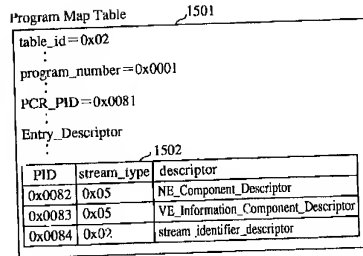 Program Map Table 1501
table_id=0x02
program_number=0x0001
PCR_PID=0x0081
Entry_Descriptor
1502
PID stream_type descriptor
0x0082 0x05 NE_Component_Descriptor
0x0083 0x05 VE_Information_Component_Descriptor
0x0084 0x02 stream_identifier_descriptor